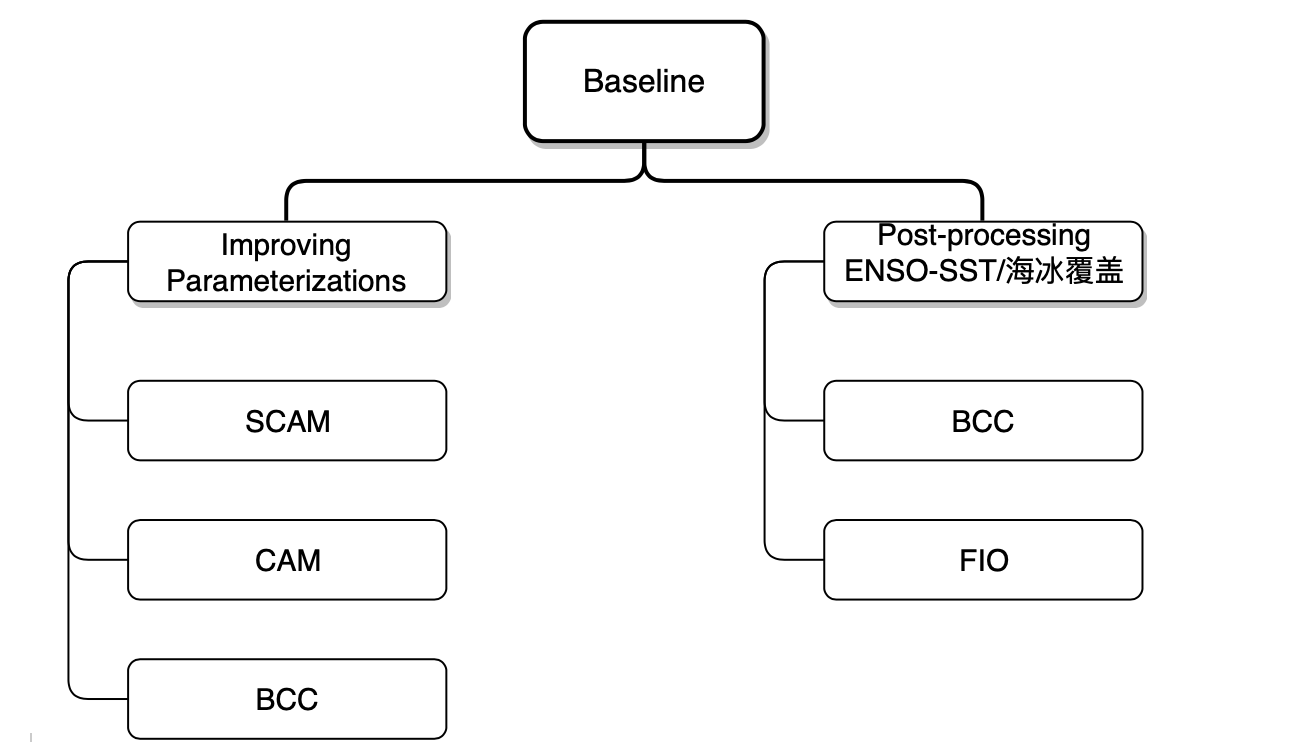 Baseline
Improving
Parameterizations
SCAM
CAM
BCC
Post-processing
ENSO-SST/海冰覆盖
BCC
FIO